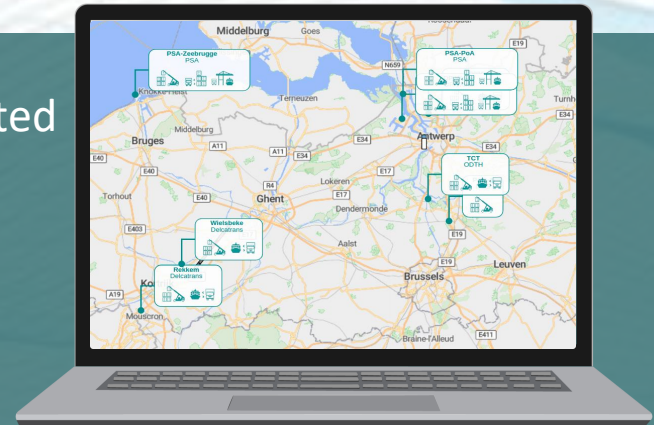 ted
Middelburg
Goes
E19
PSA-Zeebrugge
PSA
N659
PSA-PoA
PSA
Terneuzen
Turnh
E34
Middelburg
Bruges
A11
A11
E34
E34
Antwerp
E34
E40
E40
TCT
ODTH
R4
Lokeren
E17
E17
Torhout
E40
Ghent
Dendermonde
E403
Wielsbeke
Delcatrans
E19
Aalst
E19
Leuven
Rekkem
Delcatrans
Brussels
A19
Mouscron
Braine-l'Alleud
E411